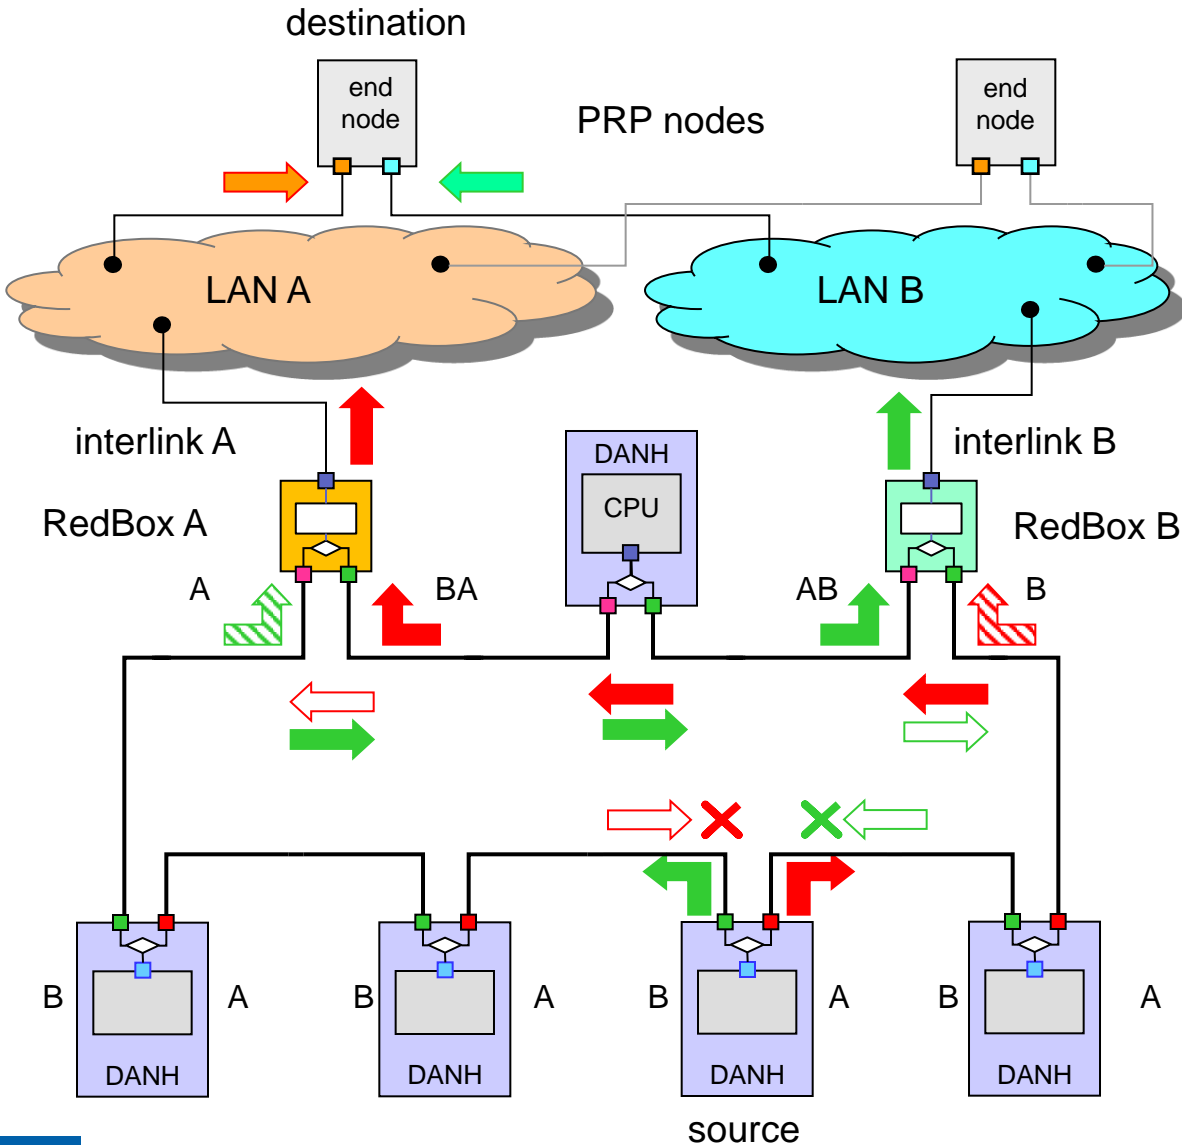 destination
end
node
PRP nodes
end
node
LAN A
LAN B
interlink A
DANH
interlink B
CPU
RedBox A
RedBox B
A
BA
AB
B
B
A
B
A
B
A
B
A
DANH
DANH
DANH
DANH
source